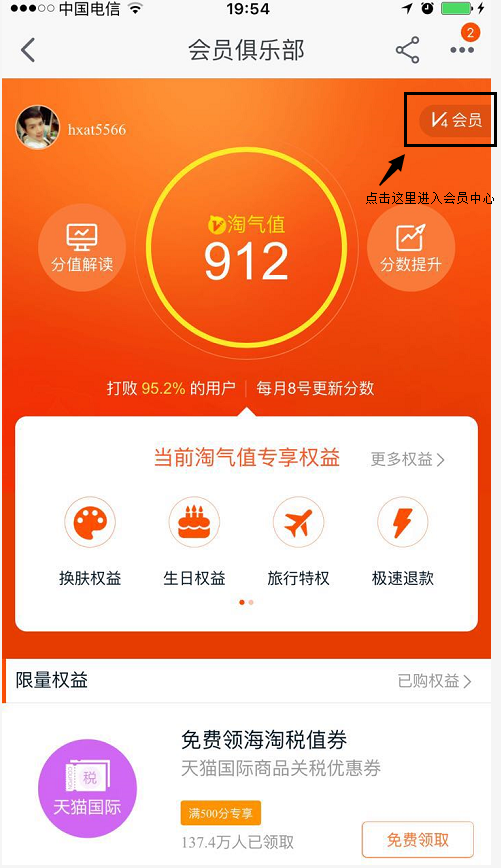 中国电信
19:54
会员俱乐部
2
hxat5566
V4 会员
点击这里进入会员中心
淘气值
912
分值解读
分数提升
打败 95.2% 的用户 | 每月8号更新分数
当前淘气值专享权益
更多权益
换肤权益
生日权益
旅行特权
极速退款
限量权益
已购权益
税
天猫国际
免费领海淘税值券
天猫国际商品关税优惠券
满500分专享
137.4万人已领取
免费领取